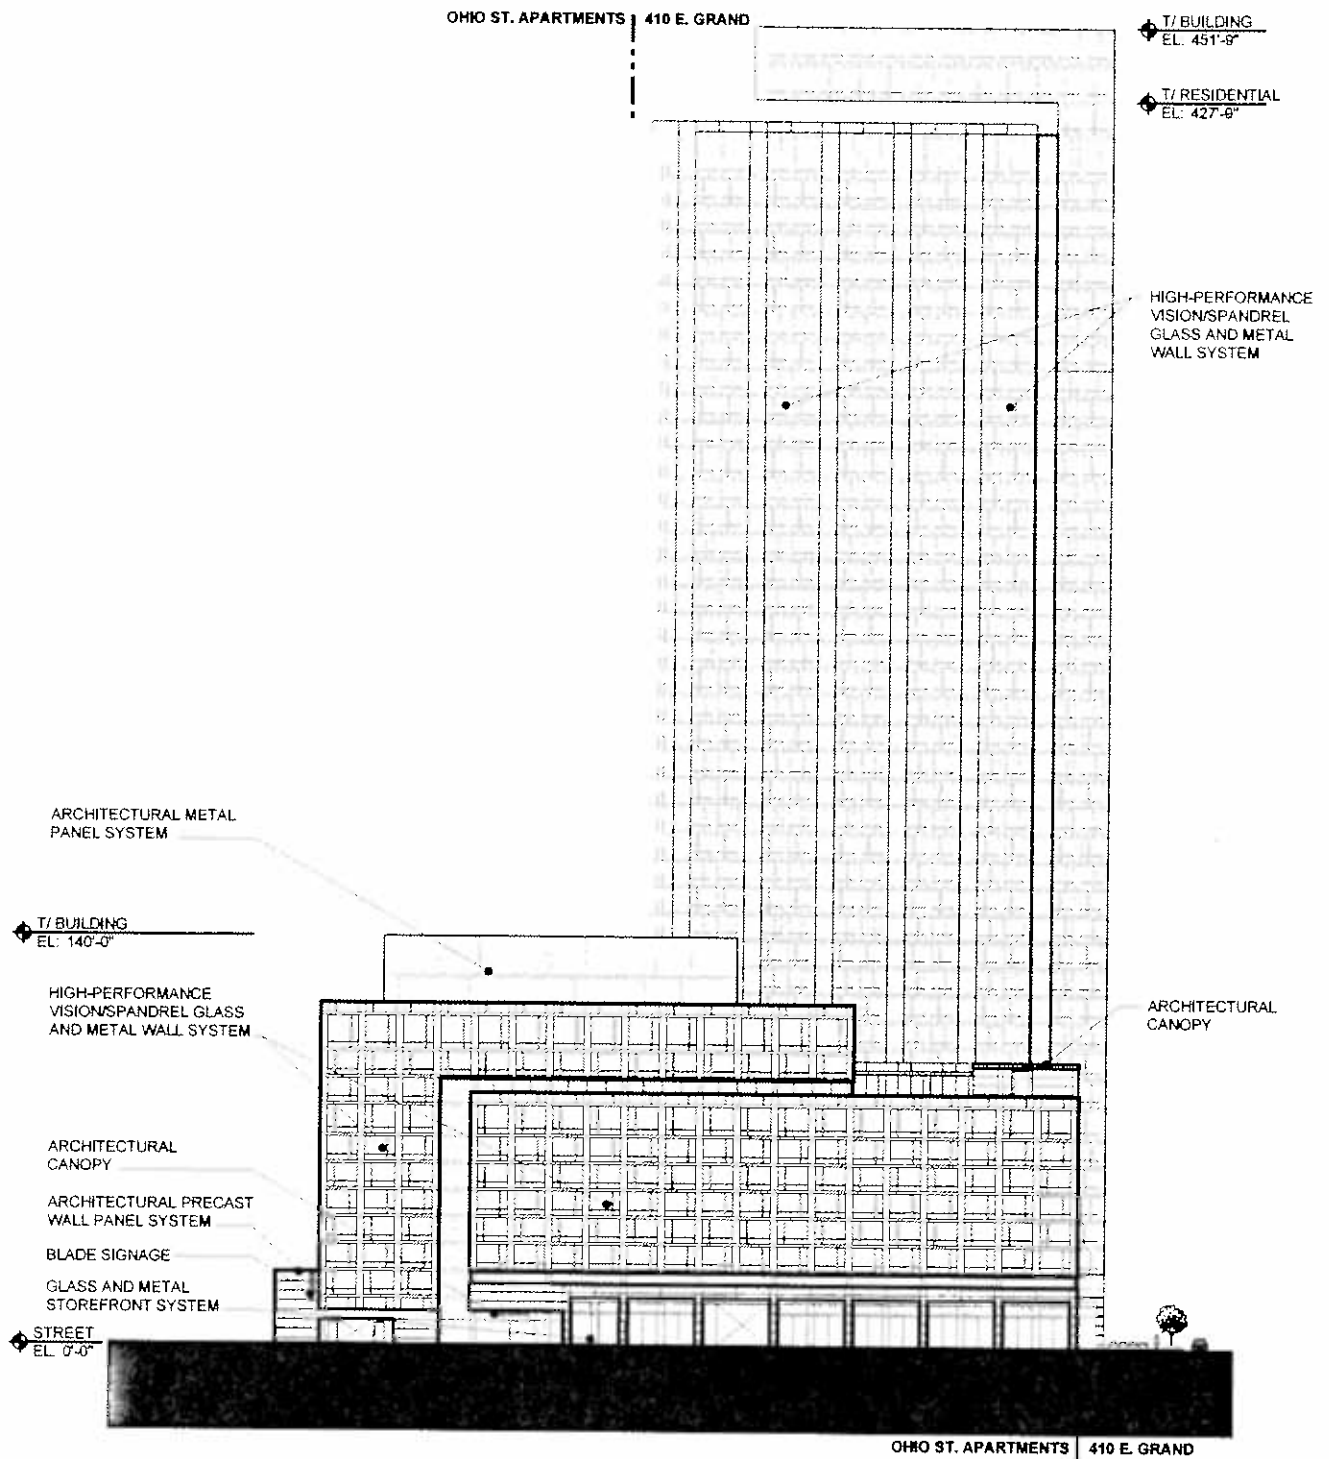 OHIO ST. APARTMENTS | 410 E. GRAND
T/ BUILDING
EL: 451'-9"
T/ RESIDENTIAL
EL: 427'-9"
HIGH-PERFORMANCE
VISION/SPANDREL
GLASS AND METAL
WALL SYSTEM
ARCHITECTURAL METAL
PANEL SYSTEM
T/ BUILDING
EL: 140'-0"
HIGH-PERFORMANCE
VISION/SPANDREL GLASS
AND METAL WALL SYSTEM
ARCHITECTURAL
CANOPY
ARCHITECTURAL
CANOPY
ARCHITECTURAL PRECAST
WALL PANEL SYSTEM
BLADE SIGNAGE
GLASS AND METAL
STOREFRONT SYSTEM
STREET
EL: 0'-0"
OHIO ST. APARTMENTS | 410 E. GRAND